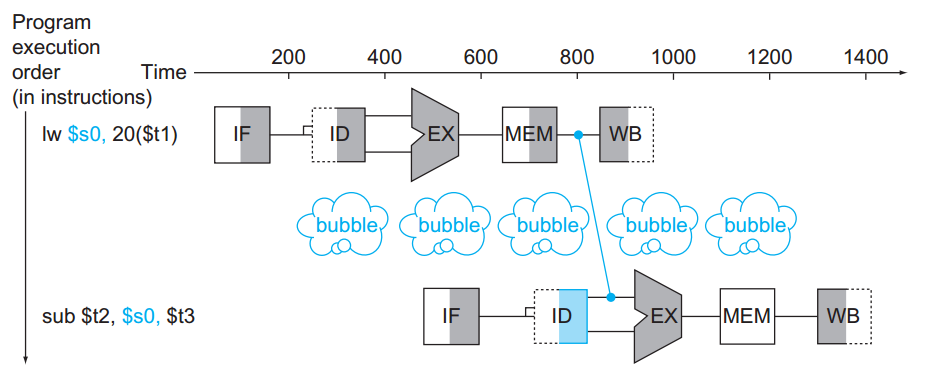 Program
execution
order
(in instructions)
Time
200 400 600 800 1000 1200 1400
lw $s0, 20($t1)
IF ID EX MEM WB
bubble bubble bubble bubble bubble
sub $t2, $s0, $t3
IF ID EX MEM WB